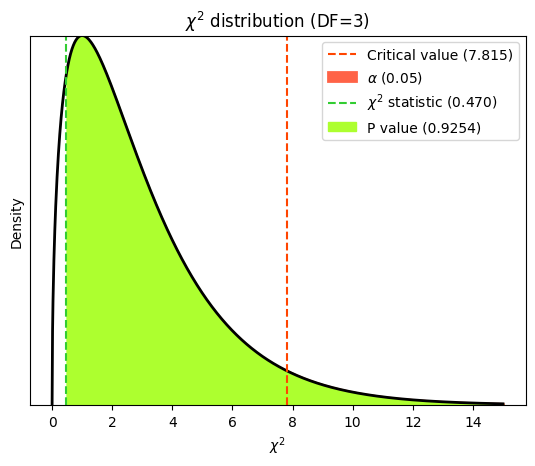 χ² distribution (DF=3)
Critical value (7.815)
α (0.05)
χ² statistic (0.470)
P value (0.9254)
Density
0 2 4 6 8 10 12 14
χ²